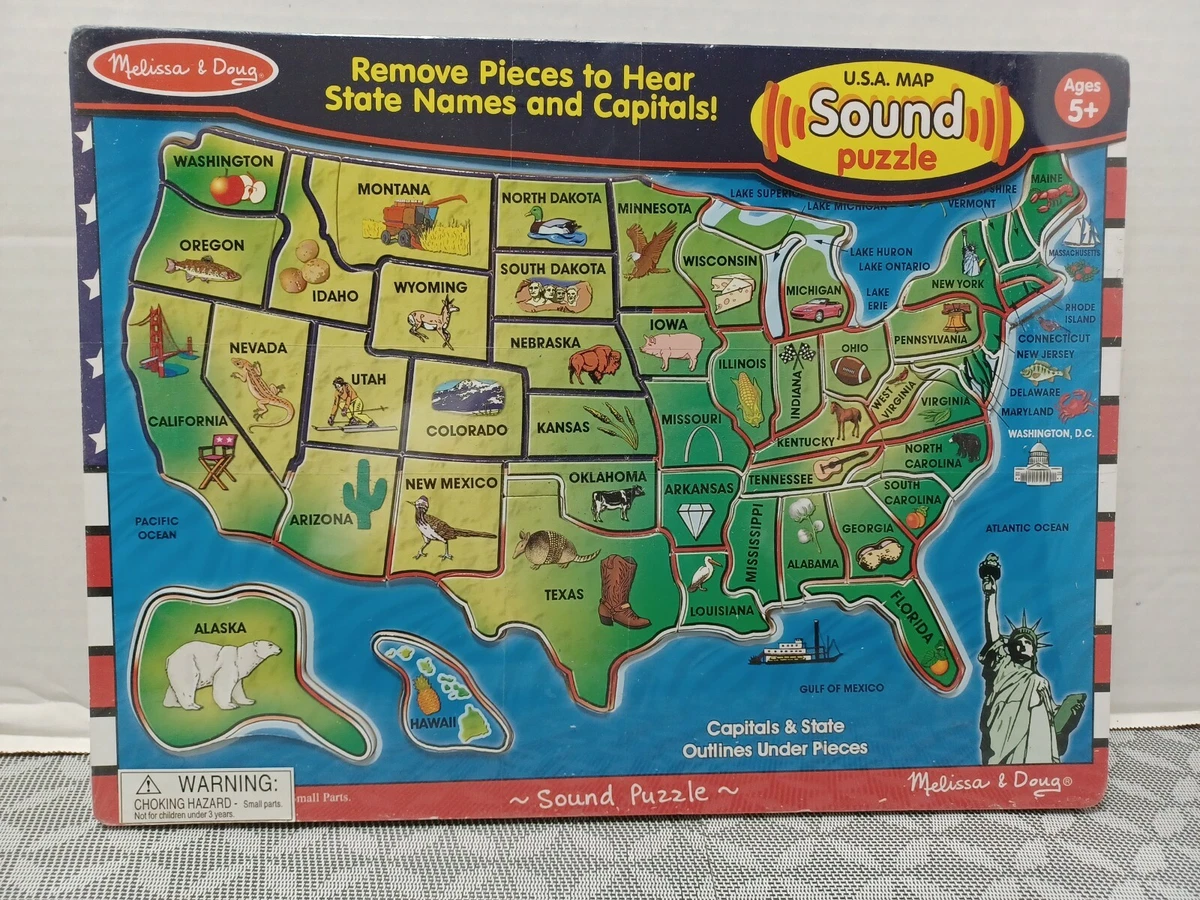 Melissa & Doug®
Remove Pieces to Hear
State Names and Capitals!
U.S.A. MAP
Sound
puzzle
Ages
5+
WASHINGTON
MONTANA
NORTH DAKOTA
MINNESOTA
LAKE MICHIGAN
VERMONT
MAINE
OREGON
IDAHO
WYOMING
SOUTH DAKOTA
WISCONSIN
MICHIGAN
LAKE HURON
LAKE ONTARIO
LAKE
ERIE
NEW YORK
MASSACHUSETTS
RHODE
ISLAND
CONNECTICUT
NEW JERSEY
DELAWARE
MARYLAND
WASHINGTON, D.C.
NEVADA
UTAH
COLORADO
NEBRASKA
IOWA
ILLINOIS
INDIANA
OHIO
PENNSYLVANIA
WEST
VIRGINIA
VIRGINIA
CALIFORNIA
KANSAS
MISSOURI
KENTUCKY
NORTH
CAROLINA
TENNESSEE
SOUTH
CAROLINA
ARIZONA
NEW MEXICO
OKLAHOMA
ARKANSAS
MISSISSIPPI
ALABAMA
GEORGIA
PACIFIC
OCEAN
ATLANTIC OCEAN
TEXAS
LOUISIANA
FLORIDA
ALASKA
HAWAII
GULF OF MEXICO
Capitals & State
Outlines Under Pieces
WARNING:
CHOKING HAZARD - Small parts.
Not for children under 3 years.
Parts.
~ Sound Puzzle ~
Melissa & Doug®